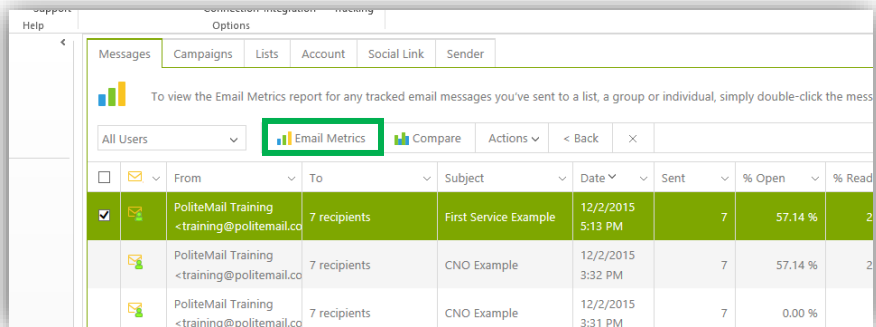 Support Connection Integration Tracking
Help Options
Messages Campaigns Lists Account Social Link Sender
To view the Email Metrics report for any tracked email messages you've sent to a list, a group or individual, simply double-click the mess
All Users Email Metrics Compare Actions < Back ×
From To Subject Date Sent % Open % Read
PoliteMail Training 12/2/2015
7 recipients First Service Example 7 57.14 % 2
<training@politemail.co 5:13 PM
PoliteMail Training 12/2/2015
7 recipients CNO Example 7 57.14 % 2
<training@politemail.co 3:32 PM
PoliteMail Training 12/2/2015
7 recipients CNO Example 7 0.00 %
<training@politemail.co 3:31 PM